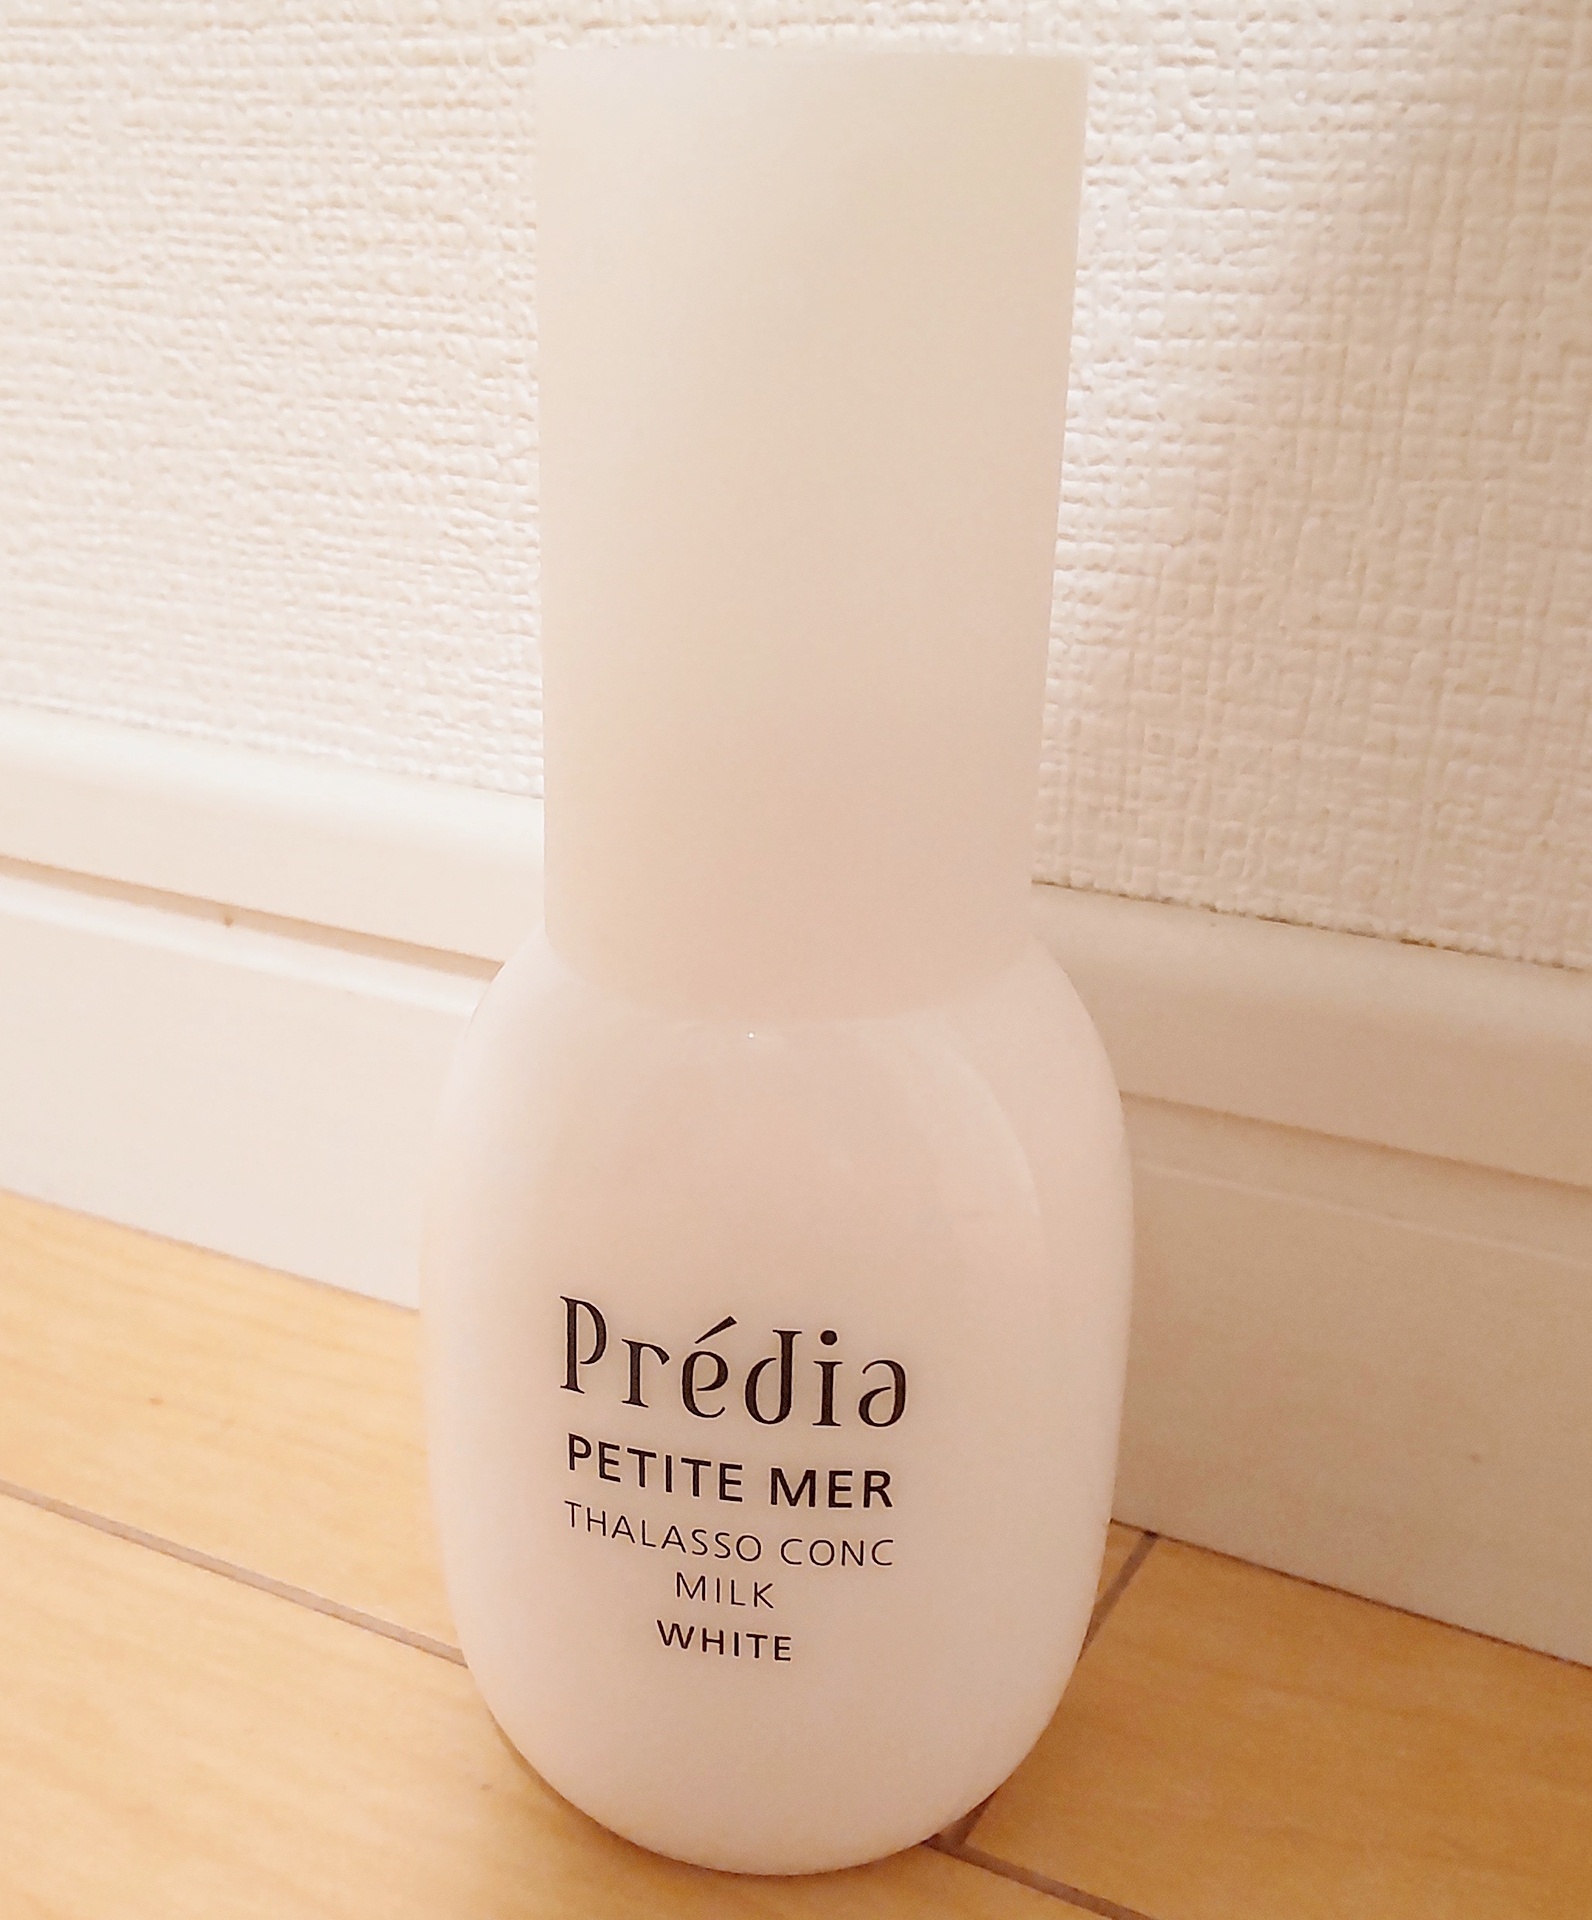 Prédia
PETITE MER
THALASSO CONC
MILK
WHITE